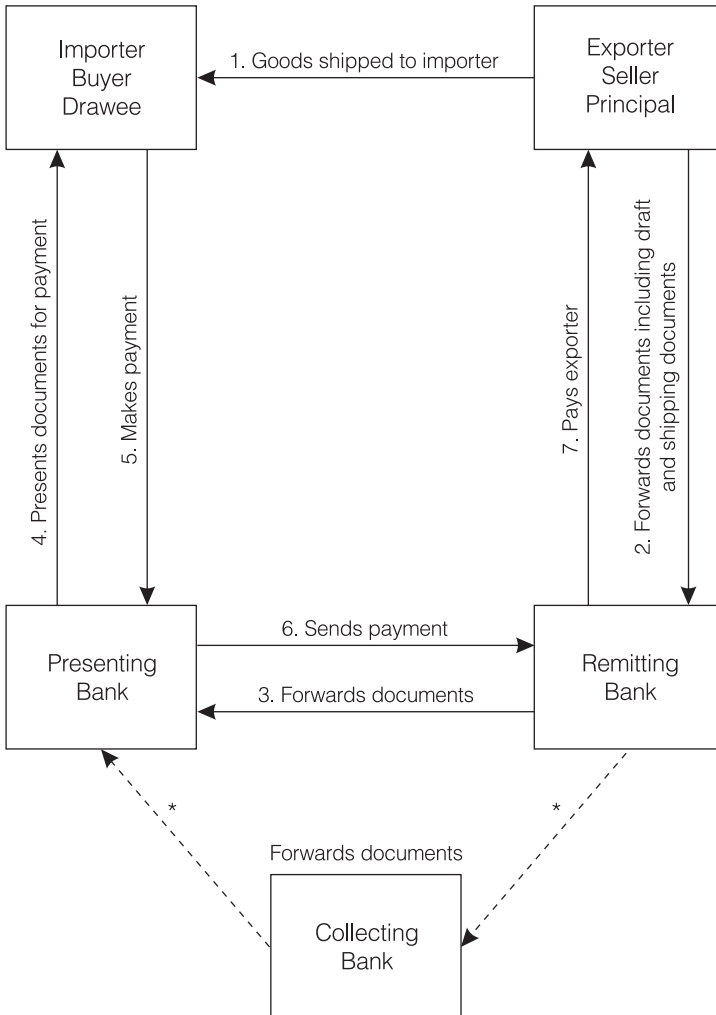 Importer
Buyer
Drawee
1. Goods shipped to importer
Exporter
Seller
Principal
4. Presents documents for payment
5. Makes payment
7. Pays exporter
2. Forwards documents including draft
and shipping documents
Presenting
Bank
6. Sends payment
3. Forwards documents
Remitting
Bank
*
*
Forwards documents
Collecting
Bank